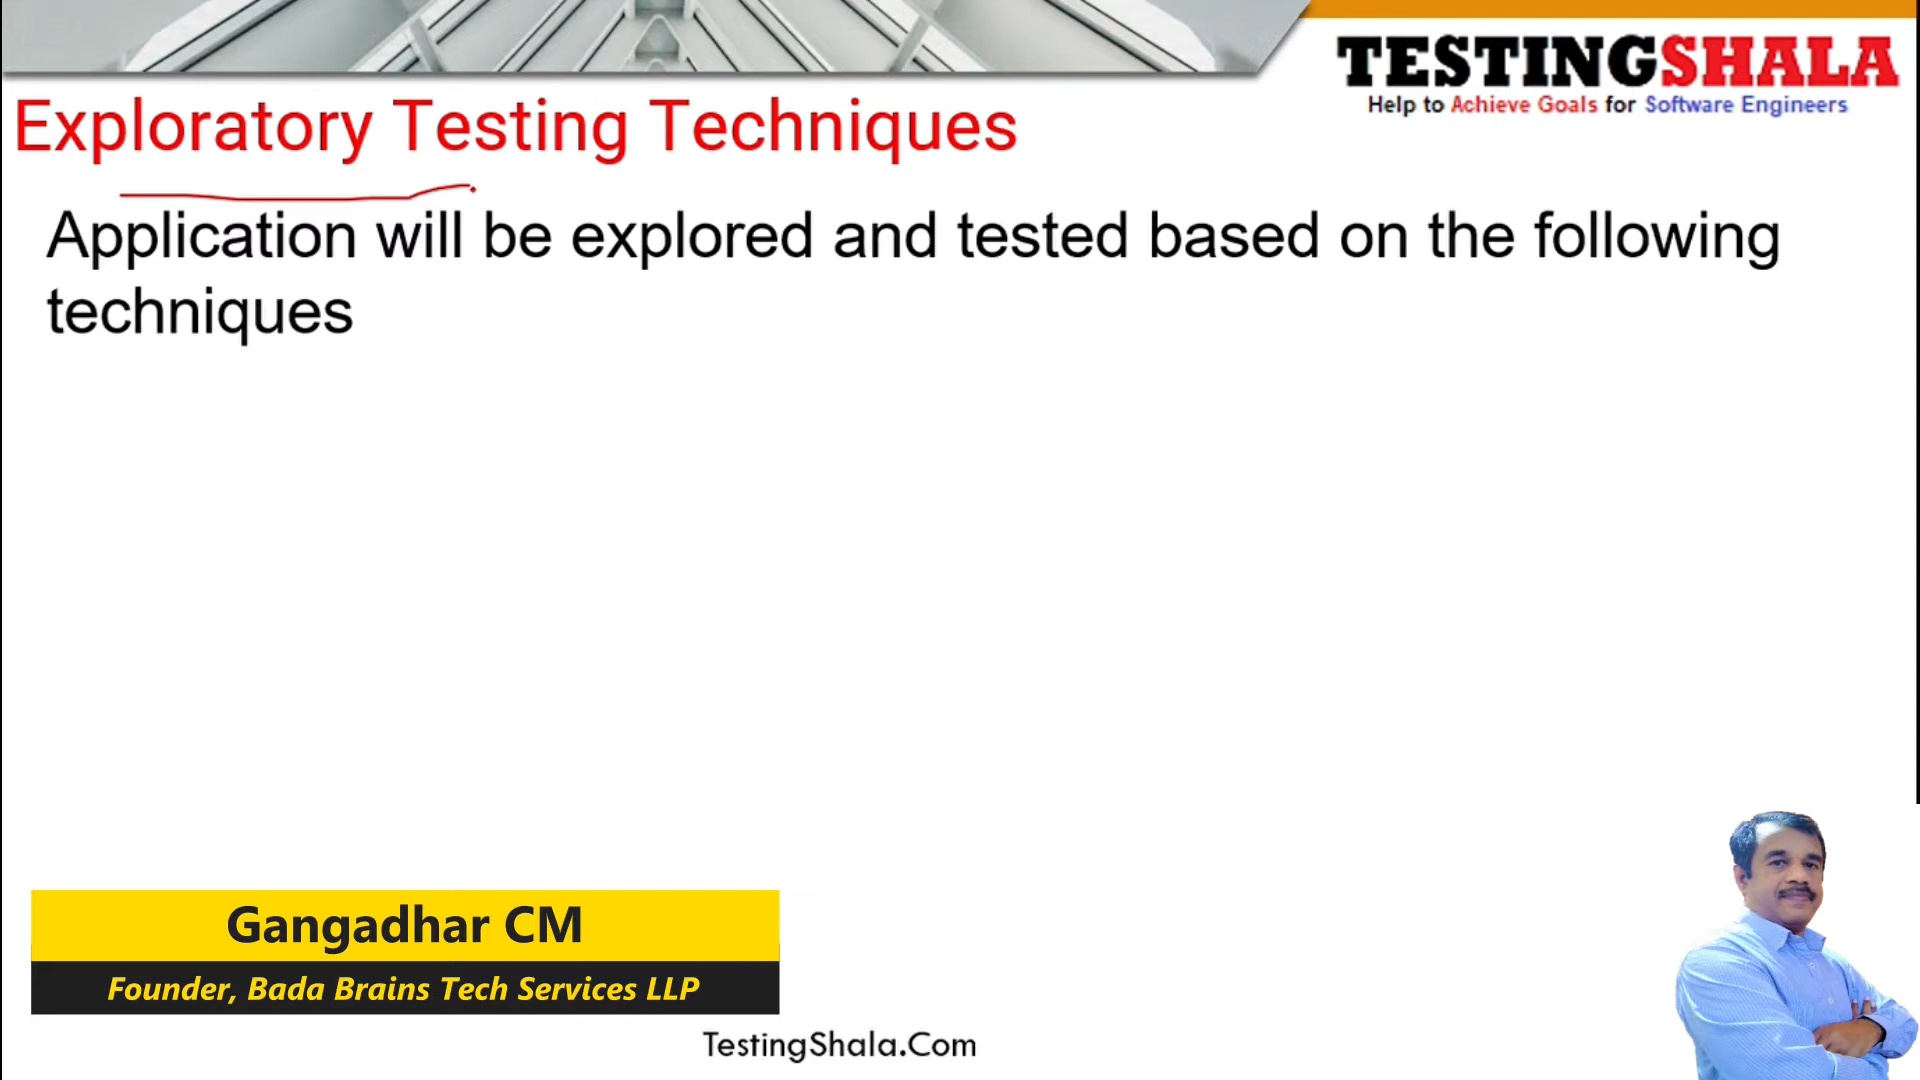 TESTINGSHALA
Help to Achieve Goals for Software Engineers
Exploratory Testing Techniques
Application will be explored and tested based on the following
techniques
Gangadhar CM
Founder, Bada Brains Tech Services LLP
TestingShala.Com